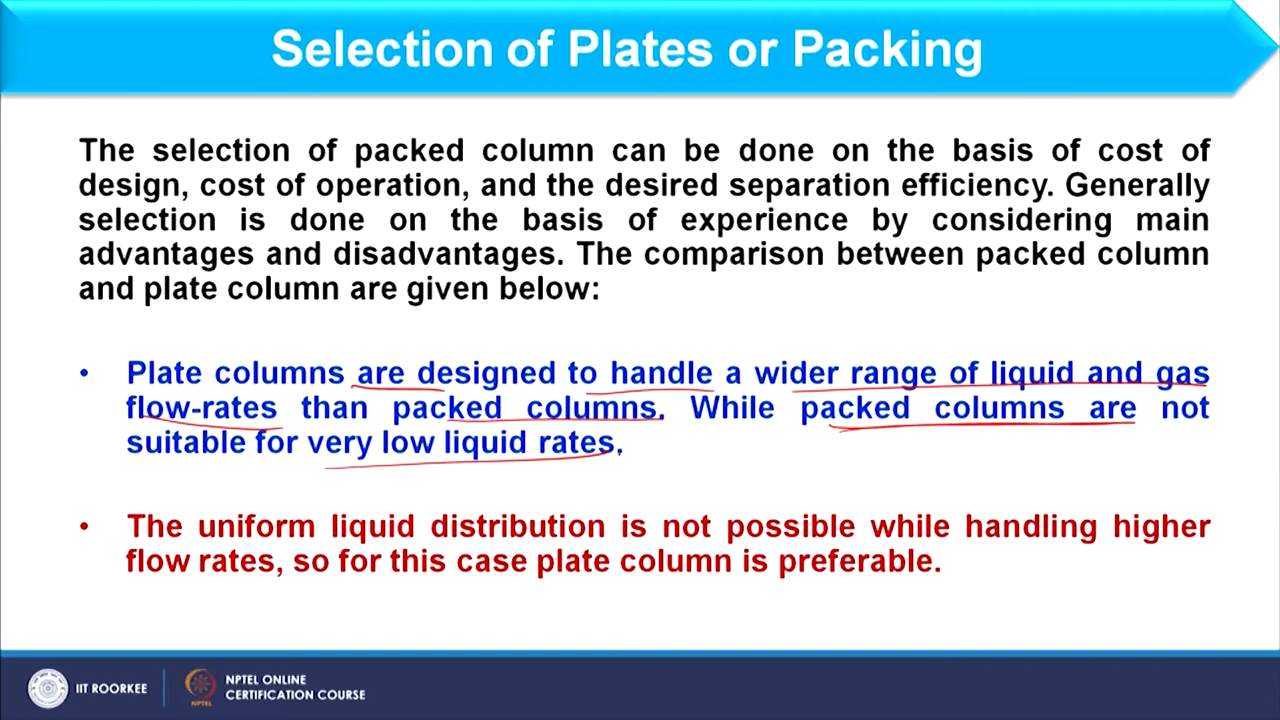 Selection of Plates or Packing
The selection of packed column can be done on the basis of cost of
design, cost of operation, and the desired separation efficiency. Generally
selection is done on the basis of experience by considering main
advantages and disadvantages. The comparison between packed column
and plate column are given below:
• Plate columns are designed to handle a wider range of liquid and gas
flow-rates than packed columns. While packed columns are not
suitable for very low liquid rates.
• The uniform liquid distribution is not possible while handling higher
flow rates, so for this case plate column is preferable.
IIT ROORKEE
NPTEL
NPTEL ONLINE
CERTIFICATION COURSE